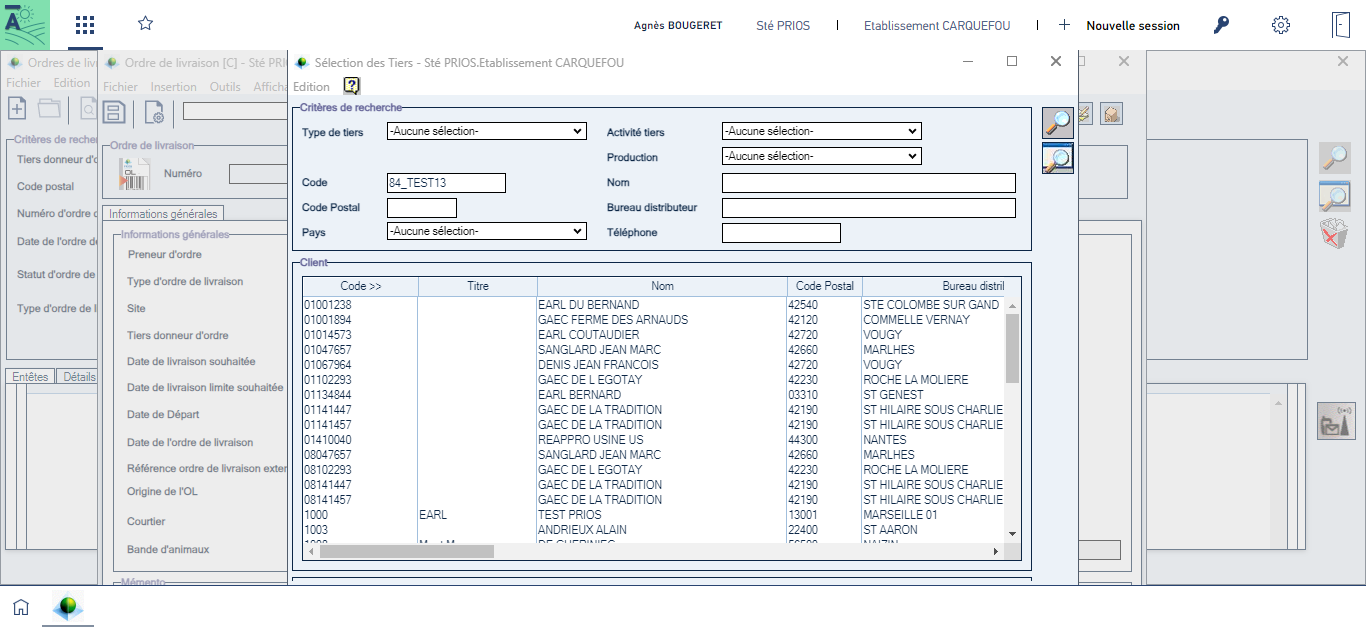 Agnès BOUGERET
Sté PRIOS
Etablissement CARQUEFOU
Nouvelle session
Ordres de livr
Fichier Edition
Critères de reche
Tiers donneur d'o
Code postal
Numéro d'ordre d
Date de l'ordre de
Statut d'ordre de
Type d'ordre de l
Entêtes Détails
Ordre de livraison [C] - Sté PRI
Fichier Insertion Outils Afficha
Ordre de livraison
OL
Numéro
Informations générales
Informations générales
Preneur d'ordre
Type d'ordre de livraison
Site
Tiers donneur d'ordre
Date de livraison souhaitée
Date de livraison limite souhaitée
Date de Départ
Date de l'ordre de livraison
Référence ordre de livraison exter
Origine de l'OL
Courtier
Bande d'animaux
Mémento
Sélection des Tiers - Sté PRIOS.Etablissement CARQUEFOU
Edition
Critères de recherche
Type de tiers -Aucune sélection- Activité tiers -Aucune sélection-
Production -Aucune sélection-
Code 84_TEST13 Nom
Code Postal Bureau distributeur
Pays -Aucune sélection- Téléphone
Client
Code >> Titre Nom Code Postal Bureau distril
01001238 EARL DU BERNAND 42540 STE COLOMBE SUR GAND
01001894 GAEC FERME DES ARNAUDS 42120 COMMELLE VERNAY
01014573 EARL COUTAUDIER 42720 VOUGY
01047657 SANGLARD JEAN MARC 42660 MARLHES
01067964 DENIS JEAN FRANCOIS 42720 VOUGY
01102293 GAEC DE L EGOTAY 42230 ROCHE LA MOLIERE
01134844 EARL BERNARD 03310 ST GENEST
01141447 GAEC DE LA TRADITION 42190 ST HILAIRE SOUS CHARLIE
01141457 GAEC DE LA TRADITION 42190 ST HILAIRE SOUS CHARLIE
01410040 REAPPRO USINE US 44300 NANTES
08047657 SANGLARD JEAN MARC 42660 MARLHES
08102293 GAEC DE L EGOTAY 42230 ROCHE LA MOLIERE
08141447 GAEC DE LA TRADITION 42190 ST HILAIRE SOUS CHARLIE
08141457 GAEC DE LA TRADITION 42190 ST HILAIRE SOUS CHARLIE
1000 EARL TEST PRIOS 13001 MARSEILLE 01
1003 ANDRIEUX ALAIN 22400 ST AARON